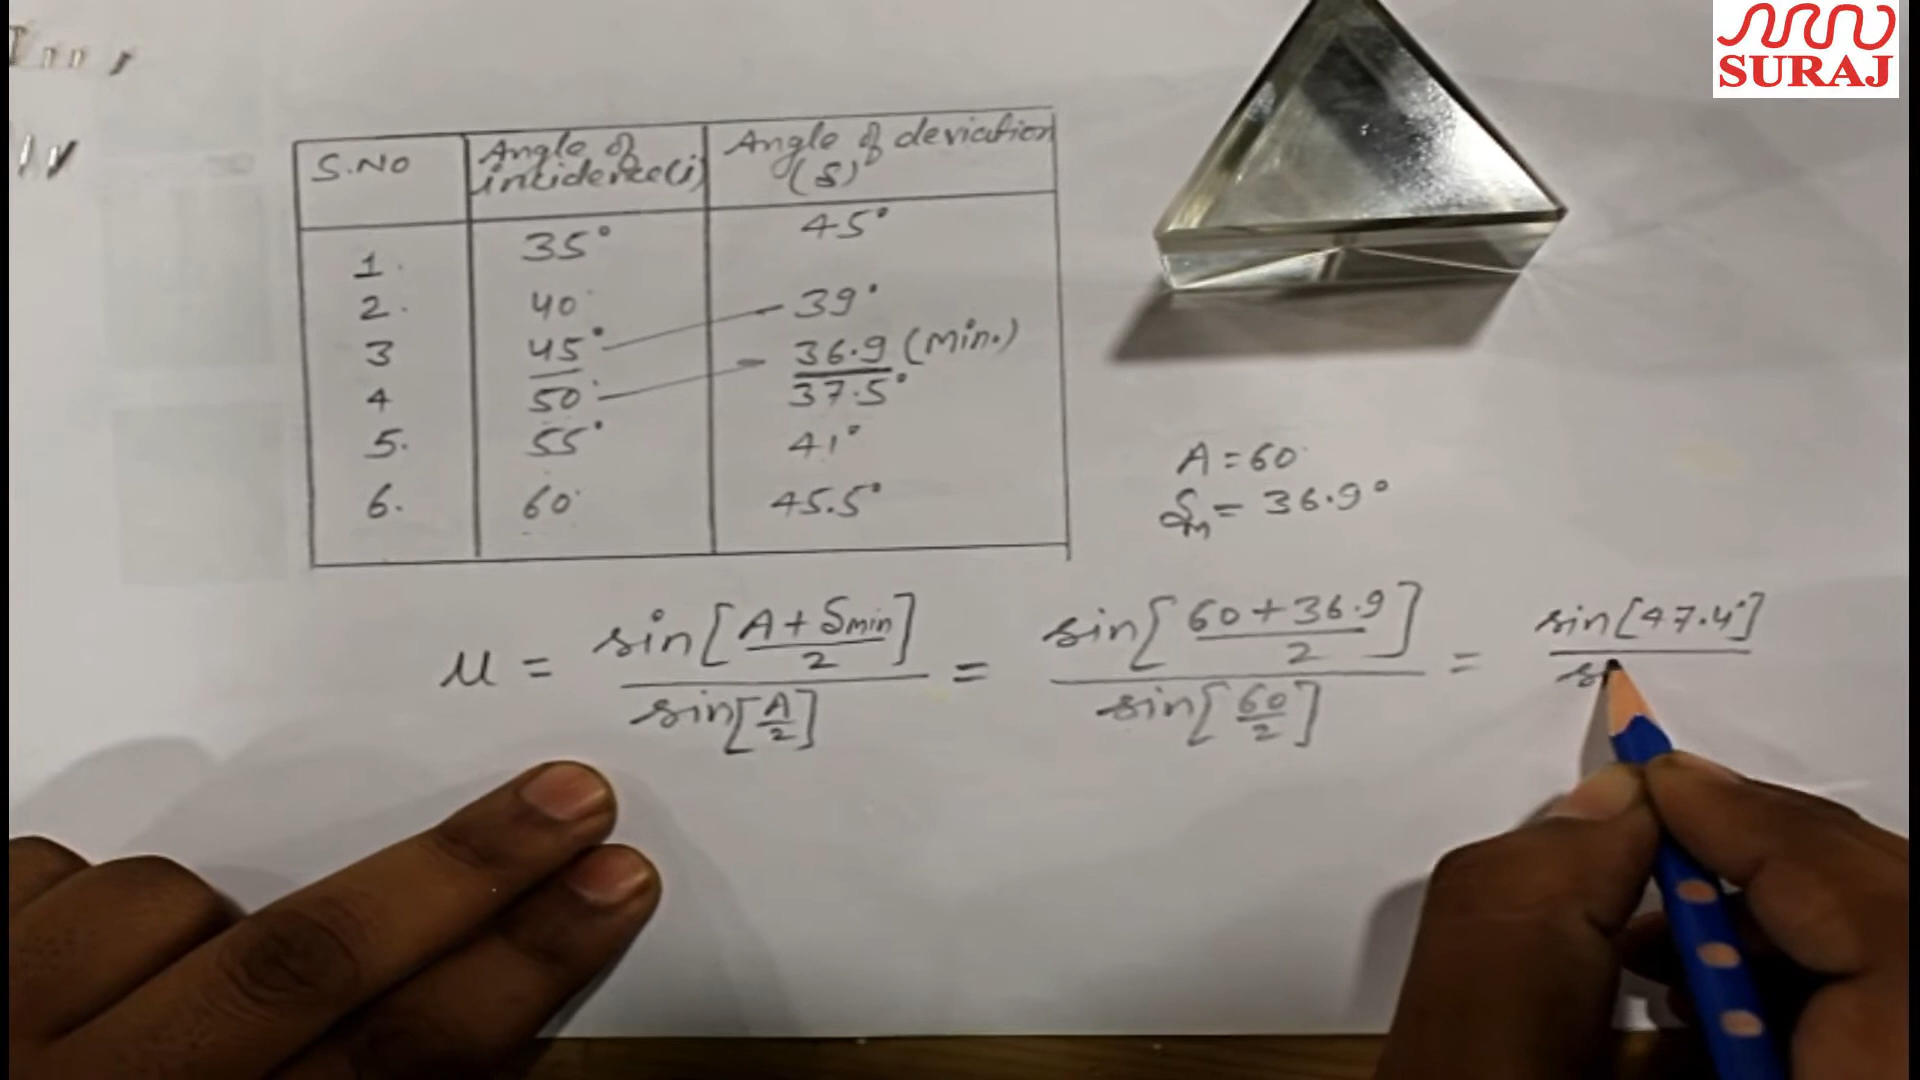 SURAJ
S.NO Angle of incidence(i) Angle of deviation (δ)
1. 35° 45°
2. 40° 39°
3 45° 36.9 (Min.)
4 50° 37.5°
5. 55° 41°
6. 60° 45.5°
A = 60°
δm = 36.9°
μ = sin[A + δmin / 2] / sin[A/2] = sin[60 + 36.9 / 2] / sin[60/2] = sin[47.4°]